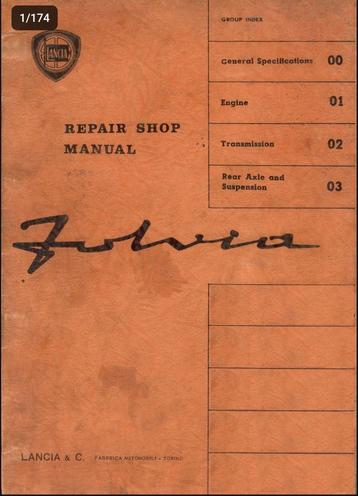 1/174
LANCIA
GROUP INDEX
General Specifications 00
Engine 01
REPAIR SHOP
MANUAL
Transmission 02
Rear Axle and
Suspension 03
Fulvia
LANCIA & C. FABBRICA AUTOMOBILI - TORINO